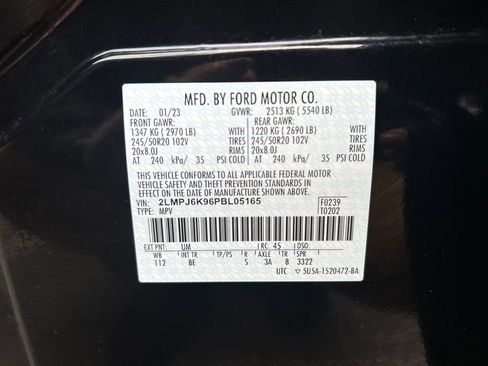 MFD. BY FORD MOTOR CO.
DATE: 01/23 GVWR: 2513 KG ( 5540 LB)
FRONT GAWR: REAR GAWR:
1347 KG ( 2970 LB) 1220 KG ( 2690 LB)
245/50R20 102V TIRES 245/50R20 102V TIRES
20x8.0J RIMS 20x8.0J RIMS
AT 240 kPa/ 35 PSI COLD AT 240 kPa/ 35 PSI COLD
THIS VEHICLE CONFORMS TO ALL APPLICABLE FEDERAL MOTOR
VEHICLE SAFETY AND THEFT PREVENTION STANDARDS IN EFFECT ON
THE DATE OF MANUFACTURE SHOWN ABOVE.
VIN: 2LMPJ6K96PBL05165 F0239
TYPE: MPV T0202
EXT PNT: UM RC: 45 DSO:
WB INT TR TP/PS R AXLE TR SPR
112 BE S 3A 8 3322
UTC ▽ 5U5A-1520472-BA